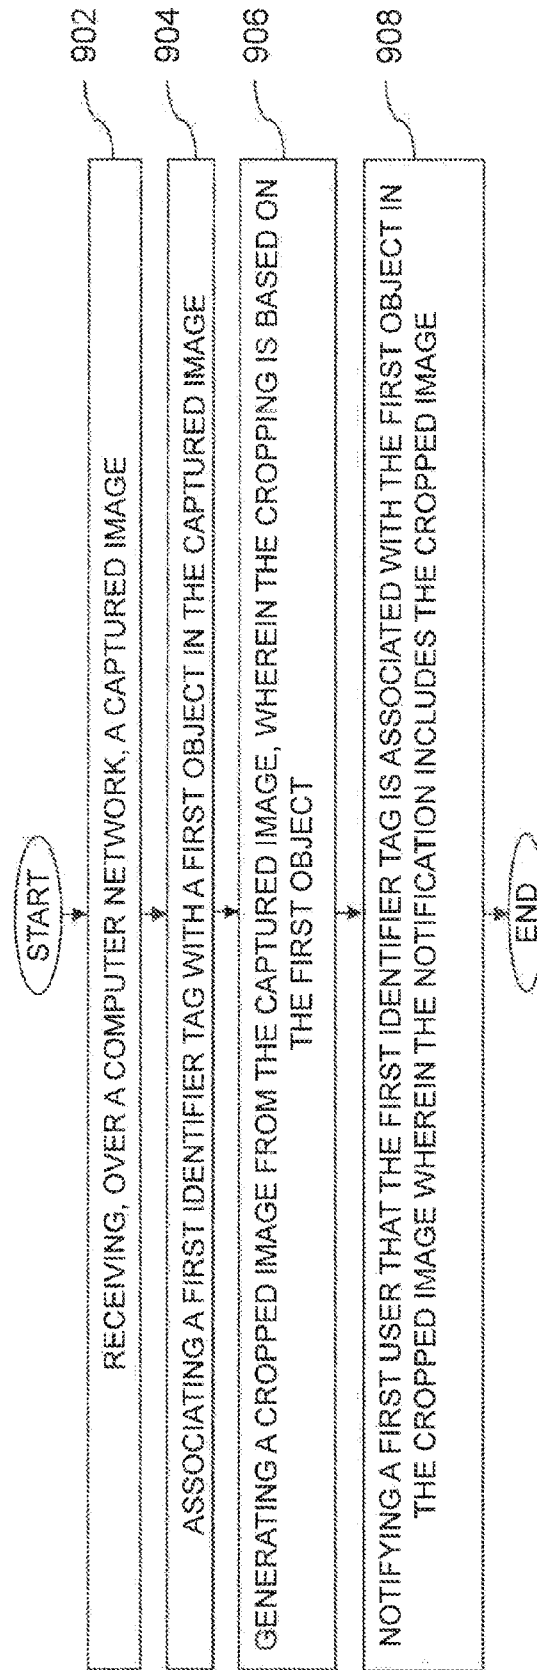 START
RECEIVING, OVER A COMPUTER NETWORK, A CAPTURED IMAGE
902
ASSOCIATING A FIRST IDENTIFIER TAG WITH A FIRST OBJECT IN THE CAPTURED IMAGE
904
GENERATING A CROPPED IMAGE FROM THE CAPTURED IMAGE, WHEREIN THE CROPPING IS BASED ON
THE FIRST OBJECT
906
NOTIFYING A FIRST USER THAT THE FIRST IDENTIFIER TAG IS ASSOCIATED WITH THE FIRST OBJECT IN
THE CROPPED IMAGE WHEREIN THE NOTIFICATION INCLUDES THE CROPPED IMAGE
908
END